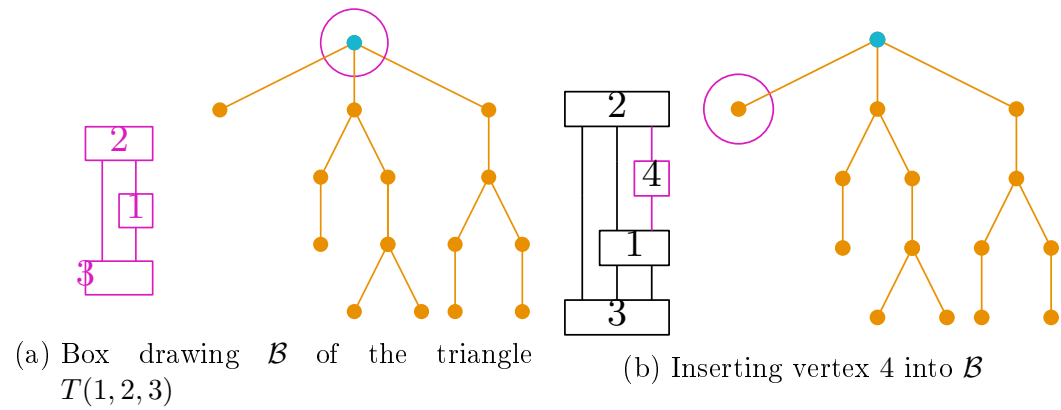 2
1
3
2
4
1
3
(a) Box drawing ℬ of the triangle
T(1, 2, 3)
(b) Inserting vertex 4 into ℬ